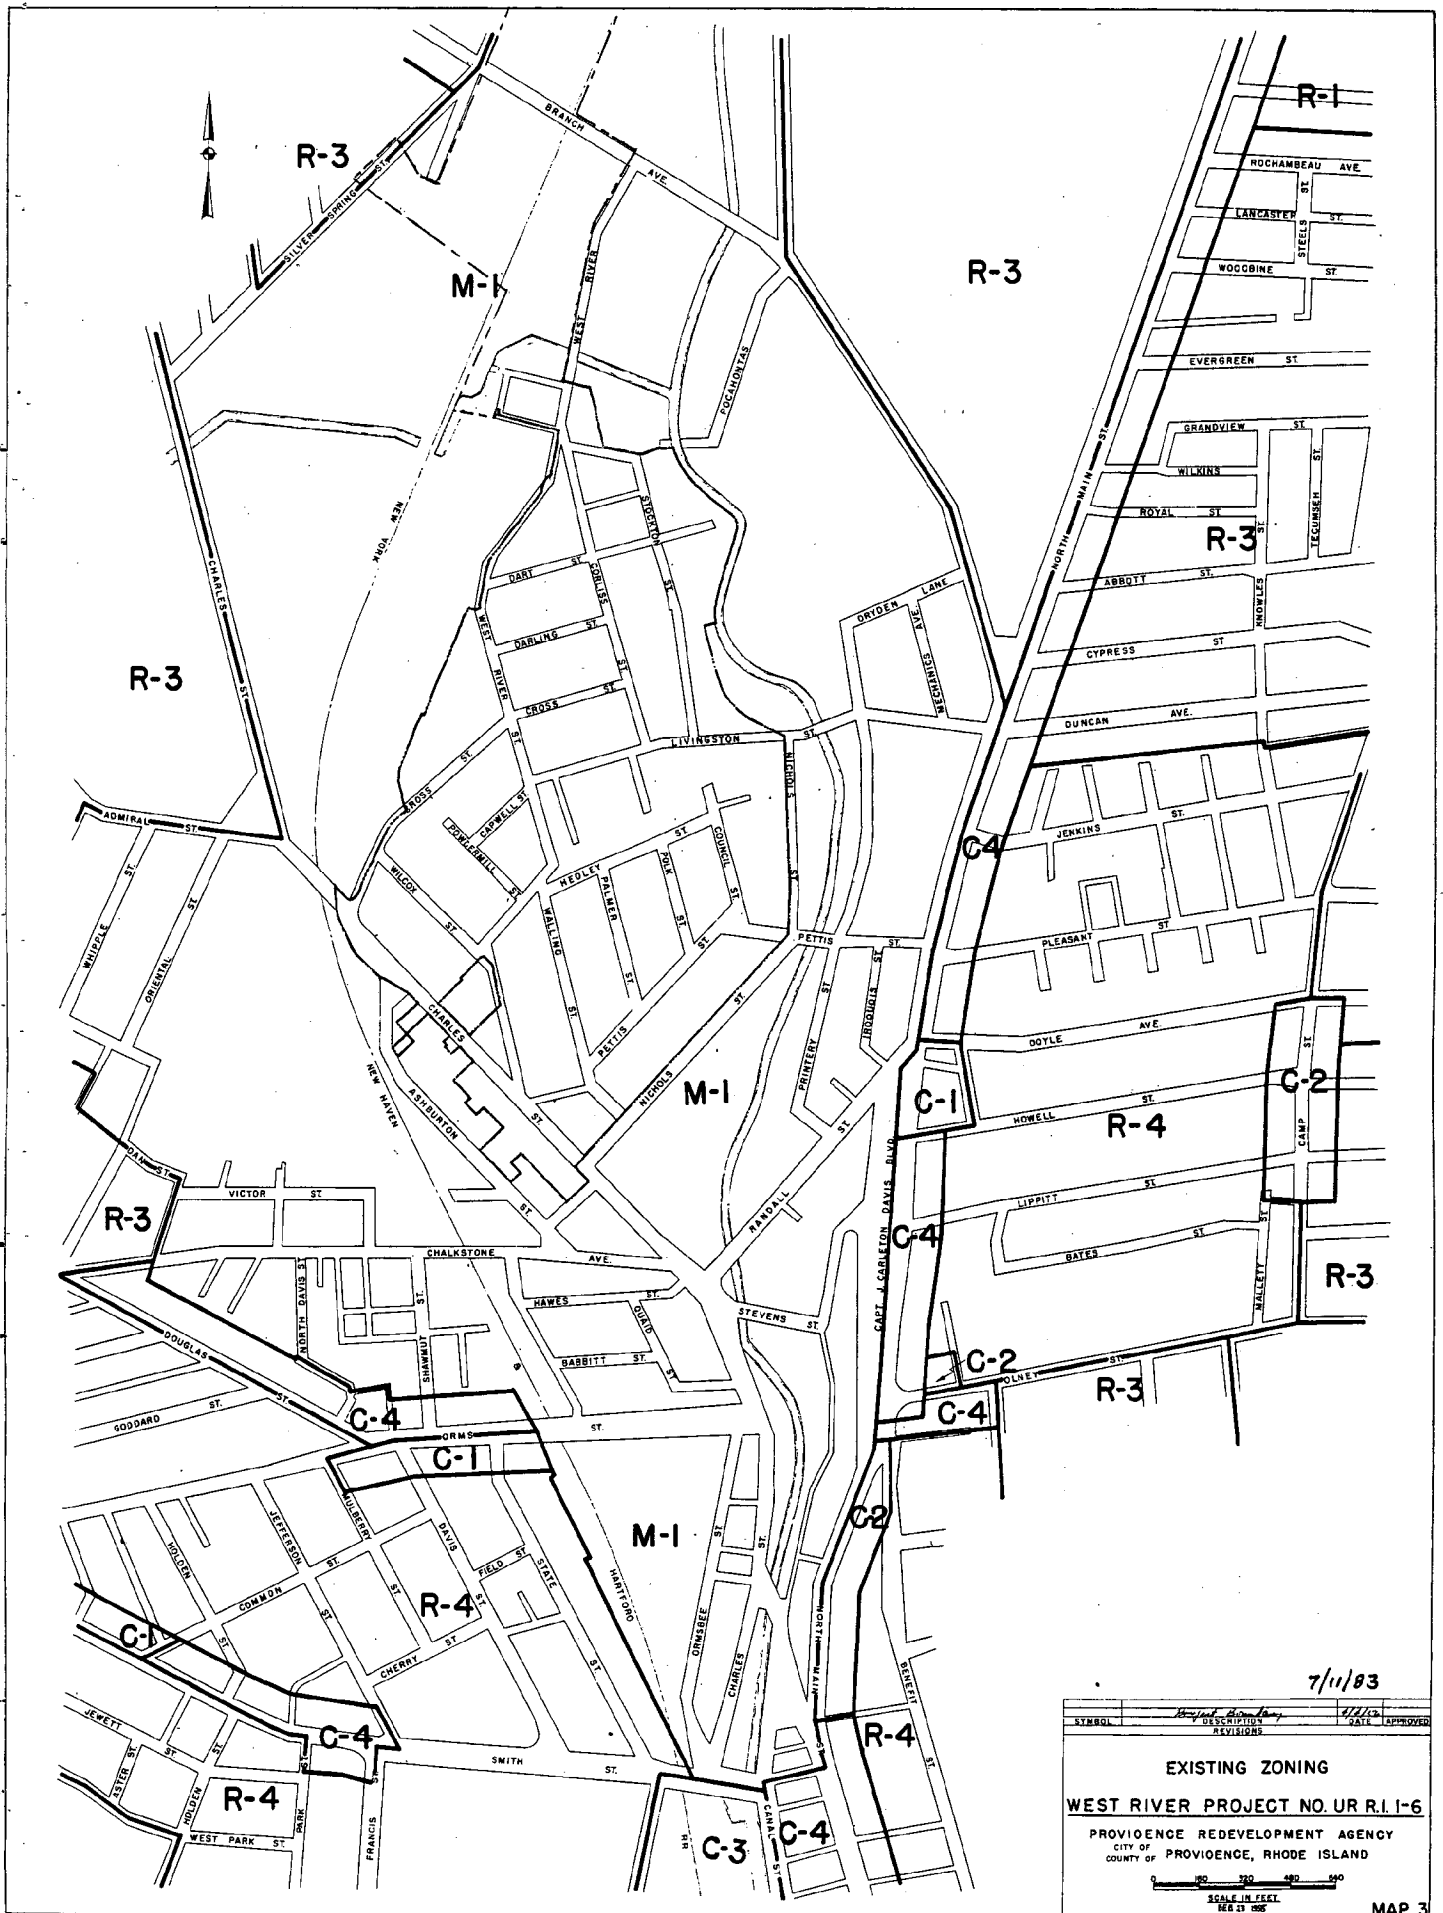 R-1
BRANCH
AVE.
R-3
SILVER SPRING ST.
ROCHAMBEAU AVE.
LANCASTER ST.
STEELS ST.
WOODBINE ST.
M-1
R-3
WEST RIVER
POCAHONTAS
EVERGREEN ST.
GRANDVIEW ST.
WILKINS
ROYAL ST.
TECUMSEH ST.
R-3
NORTH MAIN ST.
NEW YORK
CHARLES ST.
STOCKTON ST.
DART ST.
CORLISS ST.
ABBOTT ST.
KNOWLES ST.
DRYDEN LANE
MECHANICS AVE.
WEST RIVER ST.
DARLING ST.
CYPRESS ST
R-3
CROSS ST.
DUNCAN AVE.
LIVINGSTON ST.
NICHOLS ST.
CROSS ST.
CAPWELL ST.
POWDERMILL ST.
ADMIRAL ST.
JENKINS ST.
C4
WILCOX ST.
HEDLEY ST.
PALMER ST.
POLK ST.
COUNCIL ST.
WALLING ST.
WHIPPLE ST.
ORIENTAL ST.
PETTIS ST.
PLEASANT ST
IROQUOIS ST
PRINTERY ST
PETTIS ST.
NICHOLS ST.
CHARLES ST.
DOYLE AVE.
NEW HAVEN
ASHBURTON ST.
M-1
C-1
C-2
CAMP ST.
HOWELL ST.
R-4
RANDALL ST.
DAN ST.
VICTOR ST.
R-3
LIPPITT ST.
CAPT. J. CARLETON DAVIS BLVD.
C-4
BATES ST.
MALLETT ST.
R-3
CHALKSTONE AVE.
NORTH DAVIS ST.
SHAWMUT ST.
HAWES ST.
QUAID ST.
STEVENS ST.
BABBITT ST.
&
DOUGLAS ST.
GODDARD ST.
C-4
C-2
OLNEY ST.
R-3
C-4
ORMS ST.
C-1
MULBERRY ST.
DAVIS ST.
JEFFERSON ST.
HOLDEN ST.
COMMON ST.
FIELD ST.
STATE ST.
HARTFORD
M-1
C-2
R-4
CHERRY ST.
ORMSBEE ST
CHARLES ST.
NORTH MAIN ST.
BENEFIT ST.
C-1
JEWETT ST.
ASTER ST.
HOLDEN ST.
C-4
R-4
SMITH ST.
PARK ST.
FRANCIS ST.
WEST PARK ST.
R-4
RR
C-3
CANAL ST.
C-4
7/11/83
SYMBOL DESCRIPTION DATE APPROVED
REVISIONS
EXISTING ZONING
WEST RIVER PROJECT NO. UR R.I. 1-6
PROVIDENCE REDEVELOPMENT AGENCY
CITY OF
COUNTY OF PROVIDENCE, RHODE ISLAND
0 160 320 480 640
SCALE IN FEET
MAP 3